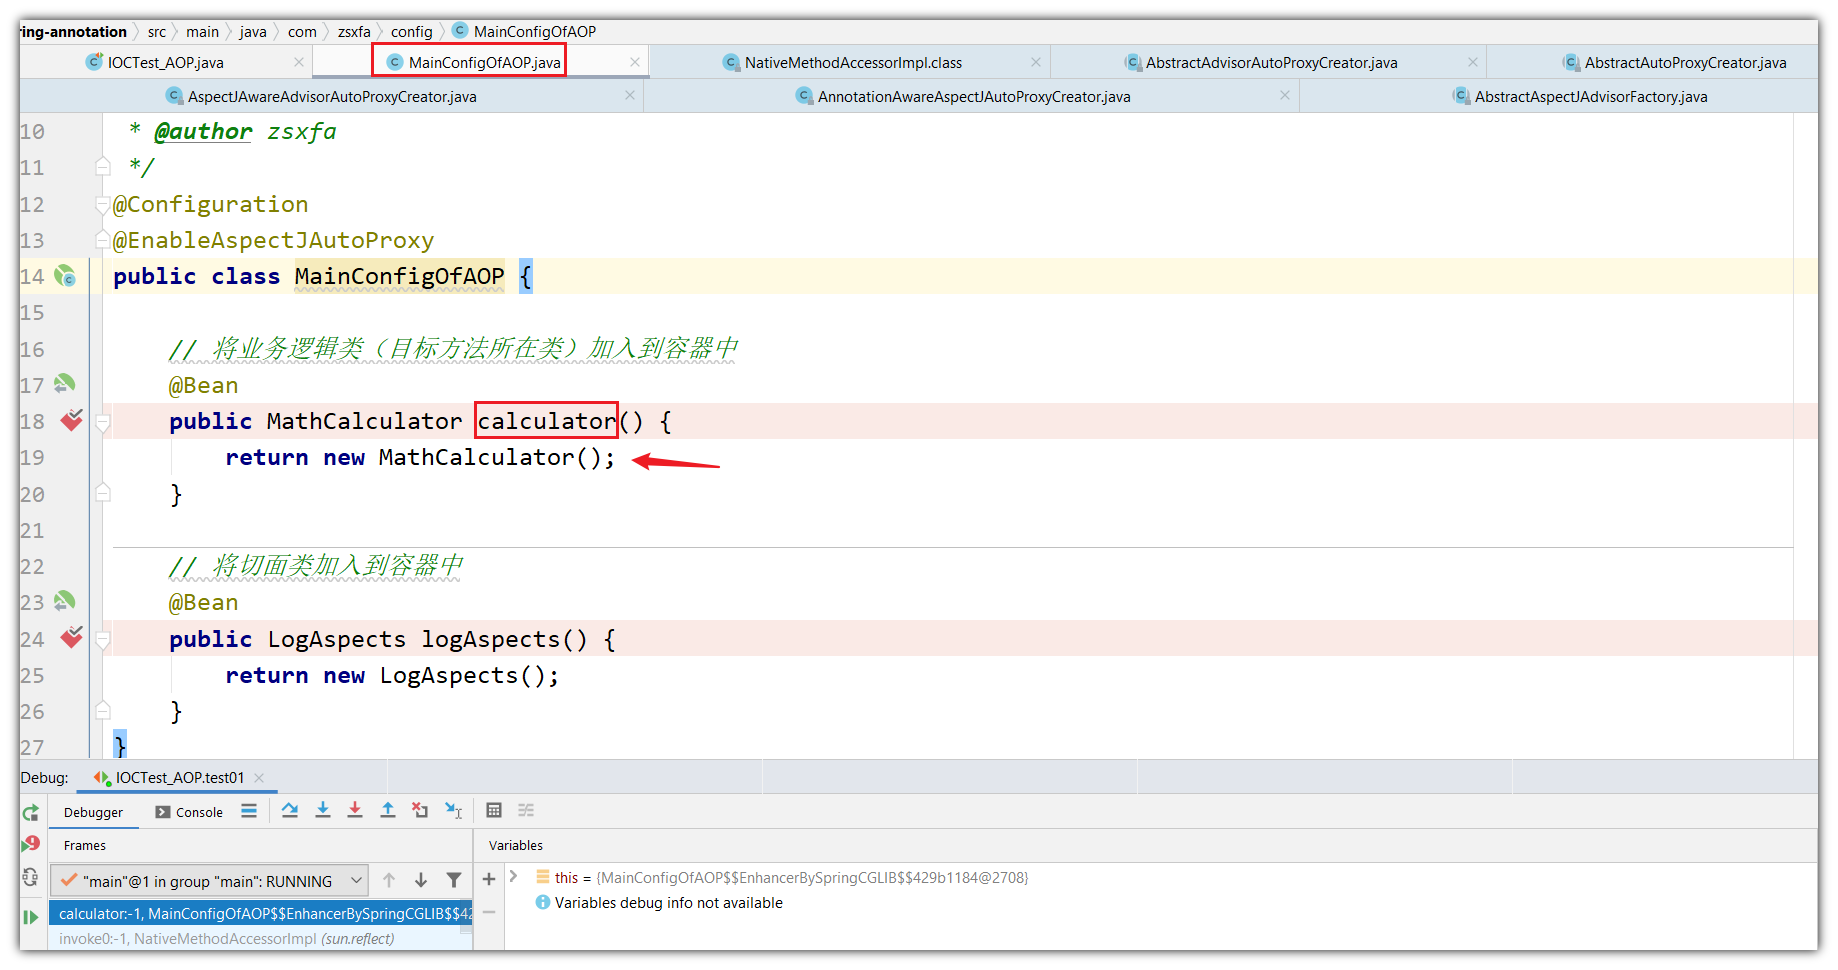 ring-annotation src main java com zsxfa config MainConfigOfAOP
IOCTest_AOP.java MainConfigOfAOP.java NativeMethodAccessorImpl.class AbstractAdvisorAutoProxyCreator.java AbstractAutoProxyCreator.java
AspectJAwareAdvisorAutoProxyCreator.java AnnotationAwareAspectJAutoProxyCreator.java AbstractAspectJAdvisorFactory.java
10 * @author zsxfa
11 */
12 @Configuration
13 @EnableAspectJAutoProxy
14 public class MainConfigOfAOP {
15
16 // 将业务逻辑类（目标方法所在类）加入到容器中
17 @Bean
18 public MathCalculator calculator() {
19 return new MathCalculator();
20 }
21
22 // 将切面类加入到容器中
23 @Bean
24 public LogAspects logAspects() {
25 return new LogAspects();
26 }
27 }
Debug: IOCTest_AOP.test01
Debugger Console
Frames
Variables
"main"@1 in group "main": RUNNING
this = {MainConfigOfAOP$$EnhancerBySpringCGLIB$$429b1184@2708}
Variables debug info not available
calculator:-1, MainConfigOfAOP$$EnhancerBySpringCGLIB$$42
invoke0:-1, NativeMethodAccessorImpl (sun.reflect)